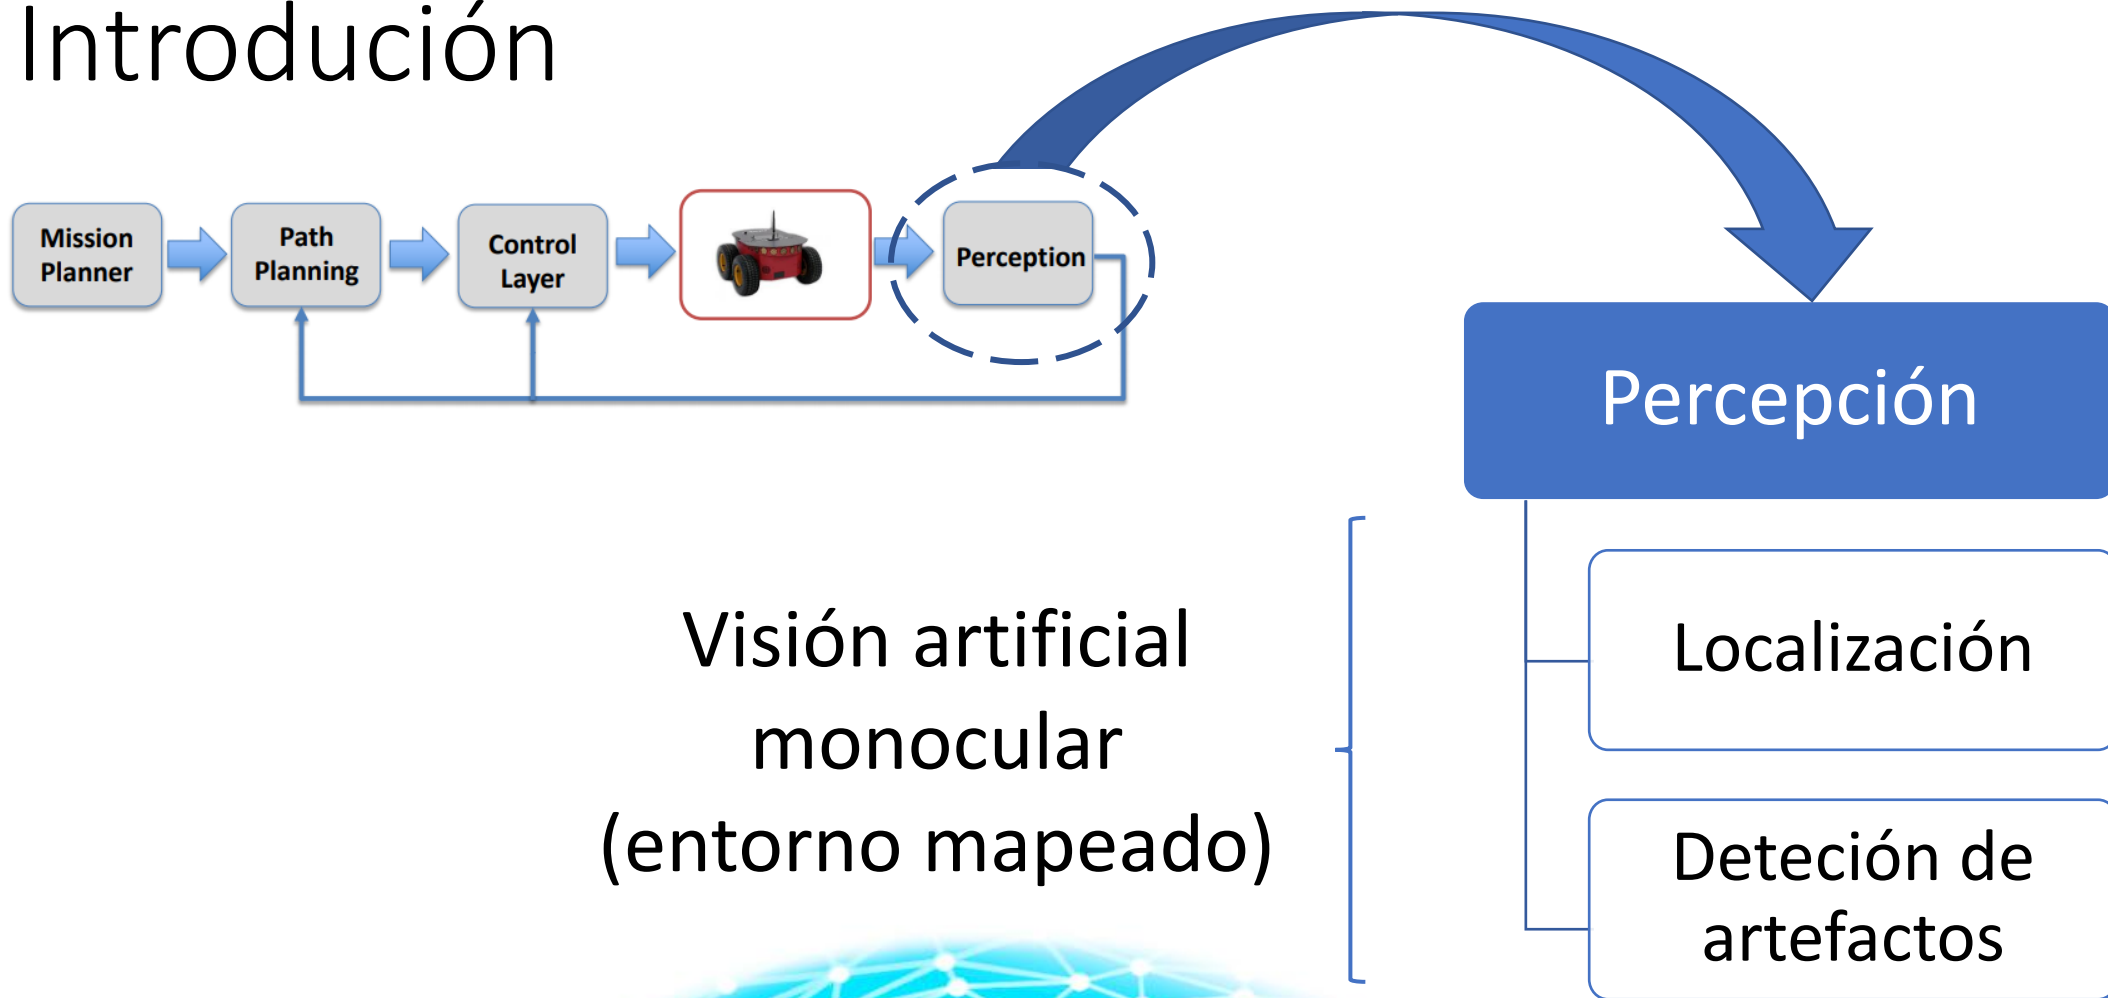 Introdución
Mission
Planner
Path
Planning
Control
Layer
Perception
Percepción
Visión artificial
monocular
(entorno mapeado)
Localización
Deteción de
artefactos